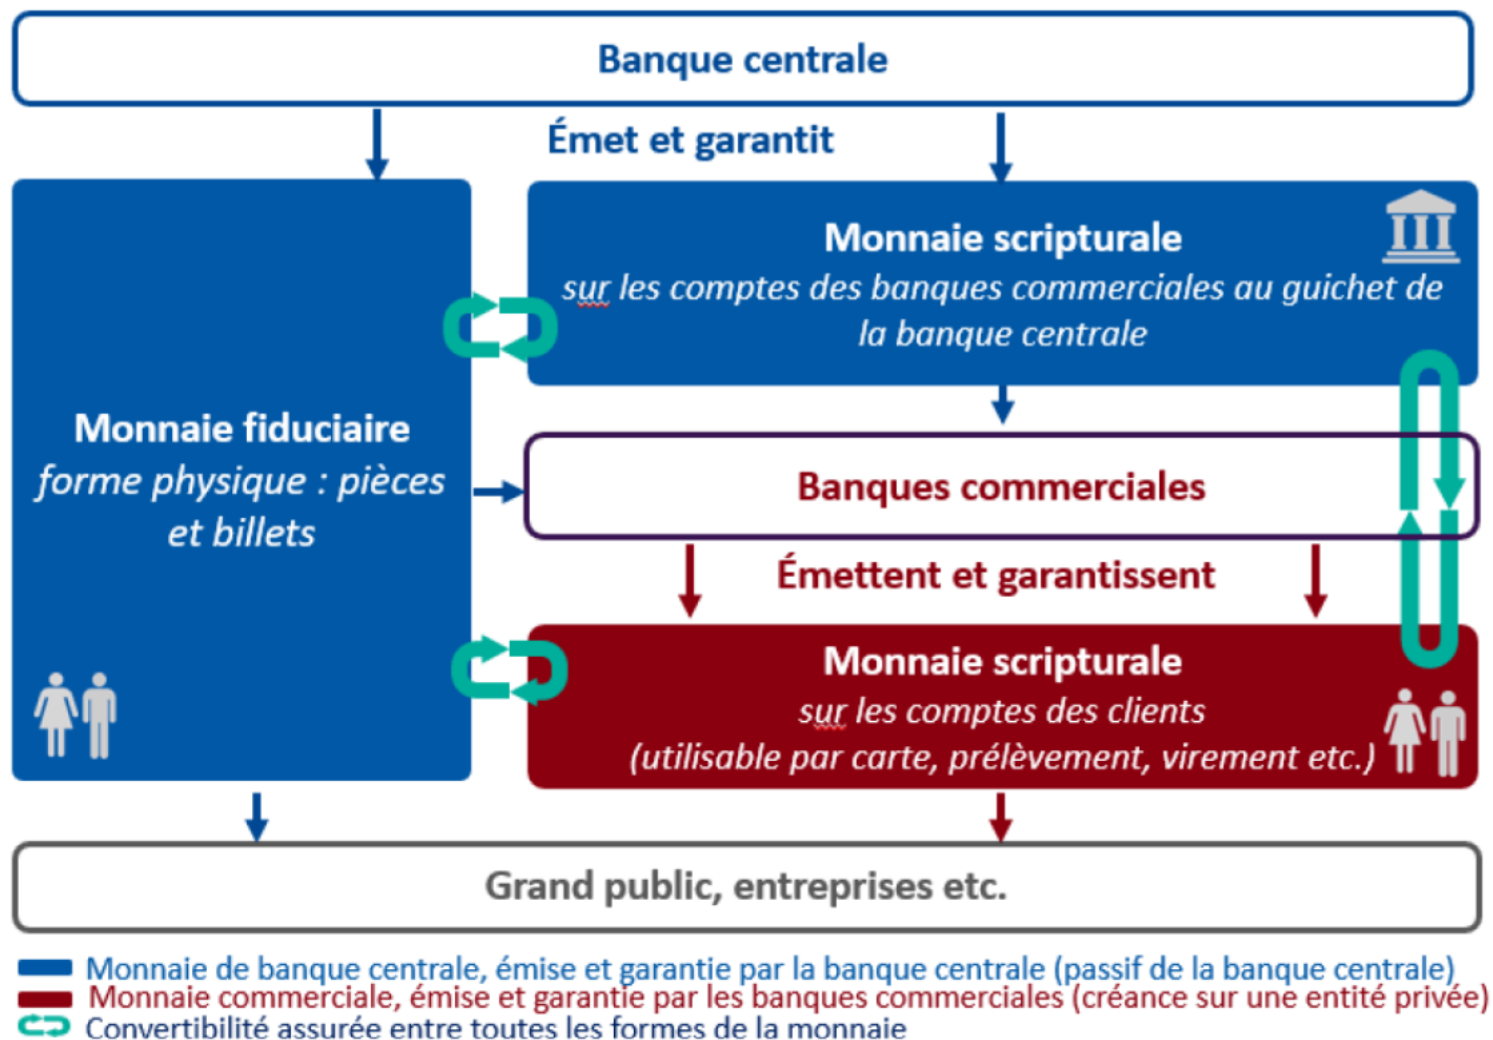 Banque centrale
Émet et garantit
Monnaie scripturale
sur les comptes des banques commerciales au guichet de
la banque centrale
Monnaie fiduciaire
forme physique : pièces
et billets
Banques commerciales
Émettent et garantissent
Monnaie scripturale
sur les comptes des clients
(utilisable par carte, prélèvement, virement etc.)
Grand public, entreprises etc.
Monnaie de banque centrale, émise et garantie par la banque centrale (passif de la banque centrale)
Monnaie commerciale, émise et garantie par les banques commerciales (créance sur une entité privée)
Convertibilité assurée entre toutes les formes de la monnaie